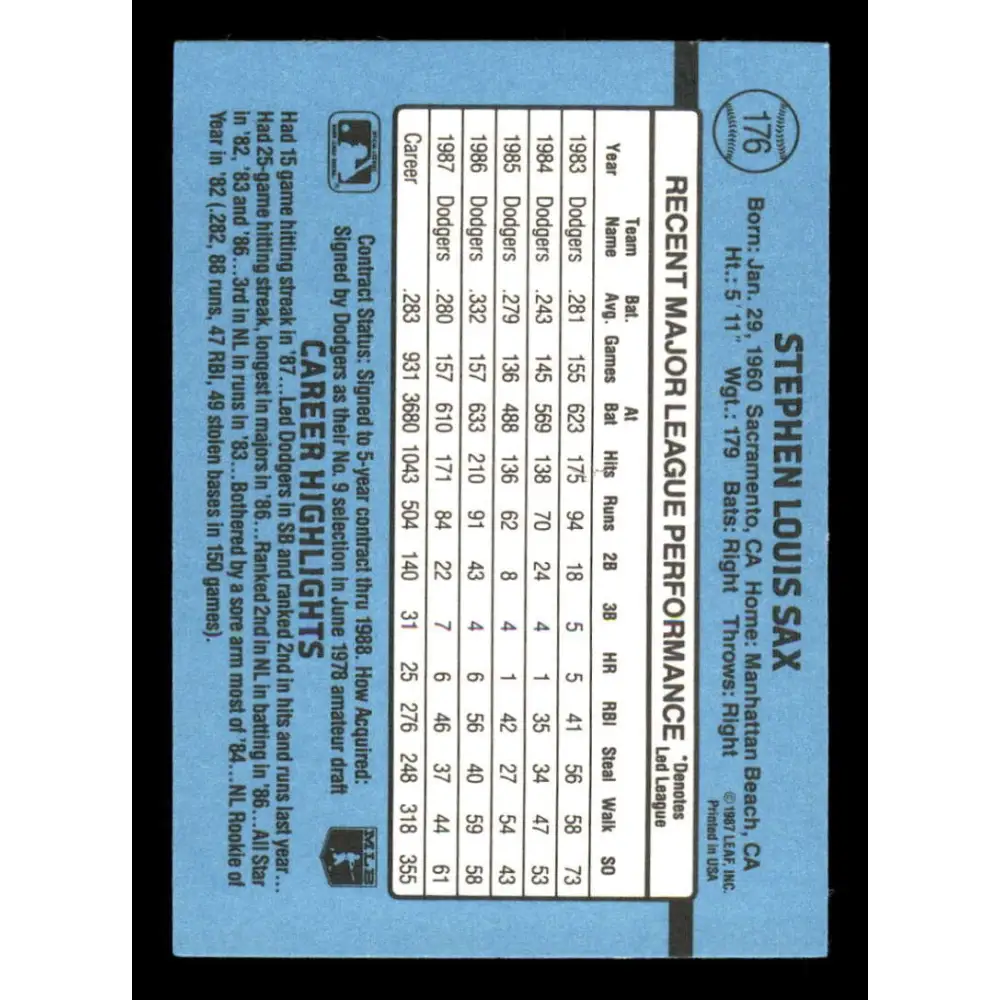 176
STEPHEN LOUIS SAX
Born: Jan. 29, 1960 Sacramento, CA Home: Manhattan Beach, CA
Ht.: 5'11" Wgt.: 179 Bats: Right Throws: Right
© 1987 LEAF, INC.
Printed in USA
RECENT MAJOR LEAGUE PERFORMANCE *Denotes Led League
Year Team Name Bat. Avg. Games At Bat Hits Runs 2B 3B HR RBI Steal Walk SO
1983 Dodgers .281 155 623 175 94 18 5 5 41 56 58 73
1984 Dodgers .243 145 569 138 70 24 4 1 35 34 47 53
1985 Dodgers .279 136 488 136 62 8 4 1 42 27 54 43
1986 Dodgers .332 157 633 210 91 43 4 6 56 40 59 58
1987 Dodgers .280 157 610 171 84 22 7 6 46 37 44 61
Career .283 931 3680 1043 504 140 31 25 276 248 318 355
Contract Status: Signed to 5-year contract thru 1988. How Acquired:
Signed by Dodgers as their No. 9 selection in June 1978 amateur draft
MLB
CAREER HIGHLIGHTS
Had 15 game hitting streak in '87...Led Dodgers in SB and ranked 2nd in hits and runs last year...
Had 25-game hitting streak, longest in majors in '86...Ranked 2nd in NL in batting in '86...All Star
in '82, '83 and '86...3rd in NL in runs in '83...Bothered by a sore arm most of '84...NL Rookie of
Year in '82 (.282, 88 runs, 47 RBI, 49 stolen bases in 150 games).